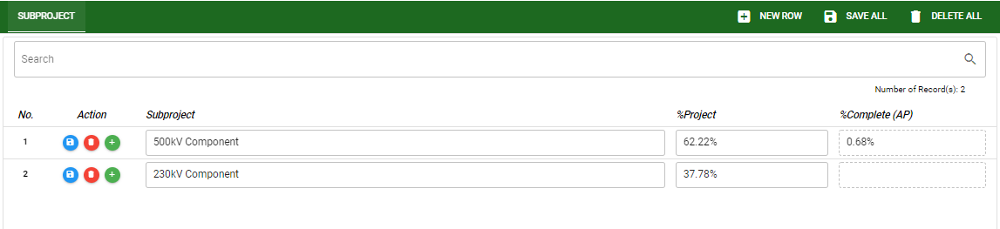 SUBPROJECT NEW ROW SAVE ALL DELETE ALL
Search
Number of Record(s): 2
No. Action Subproject %Project %Complete (AP)
1 500kV Component 62.22% 0.68%
2 230kV Component 37.78%